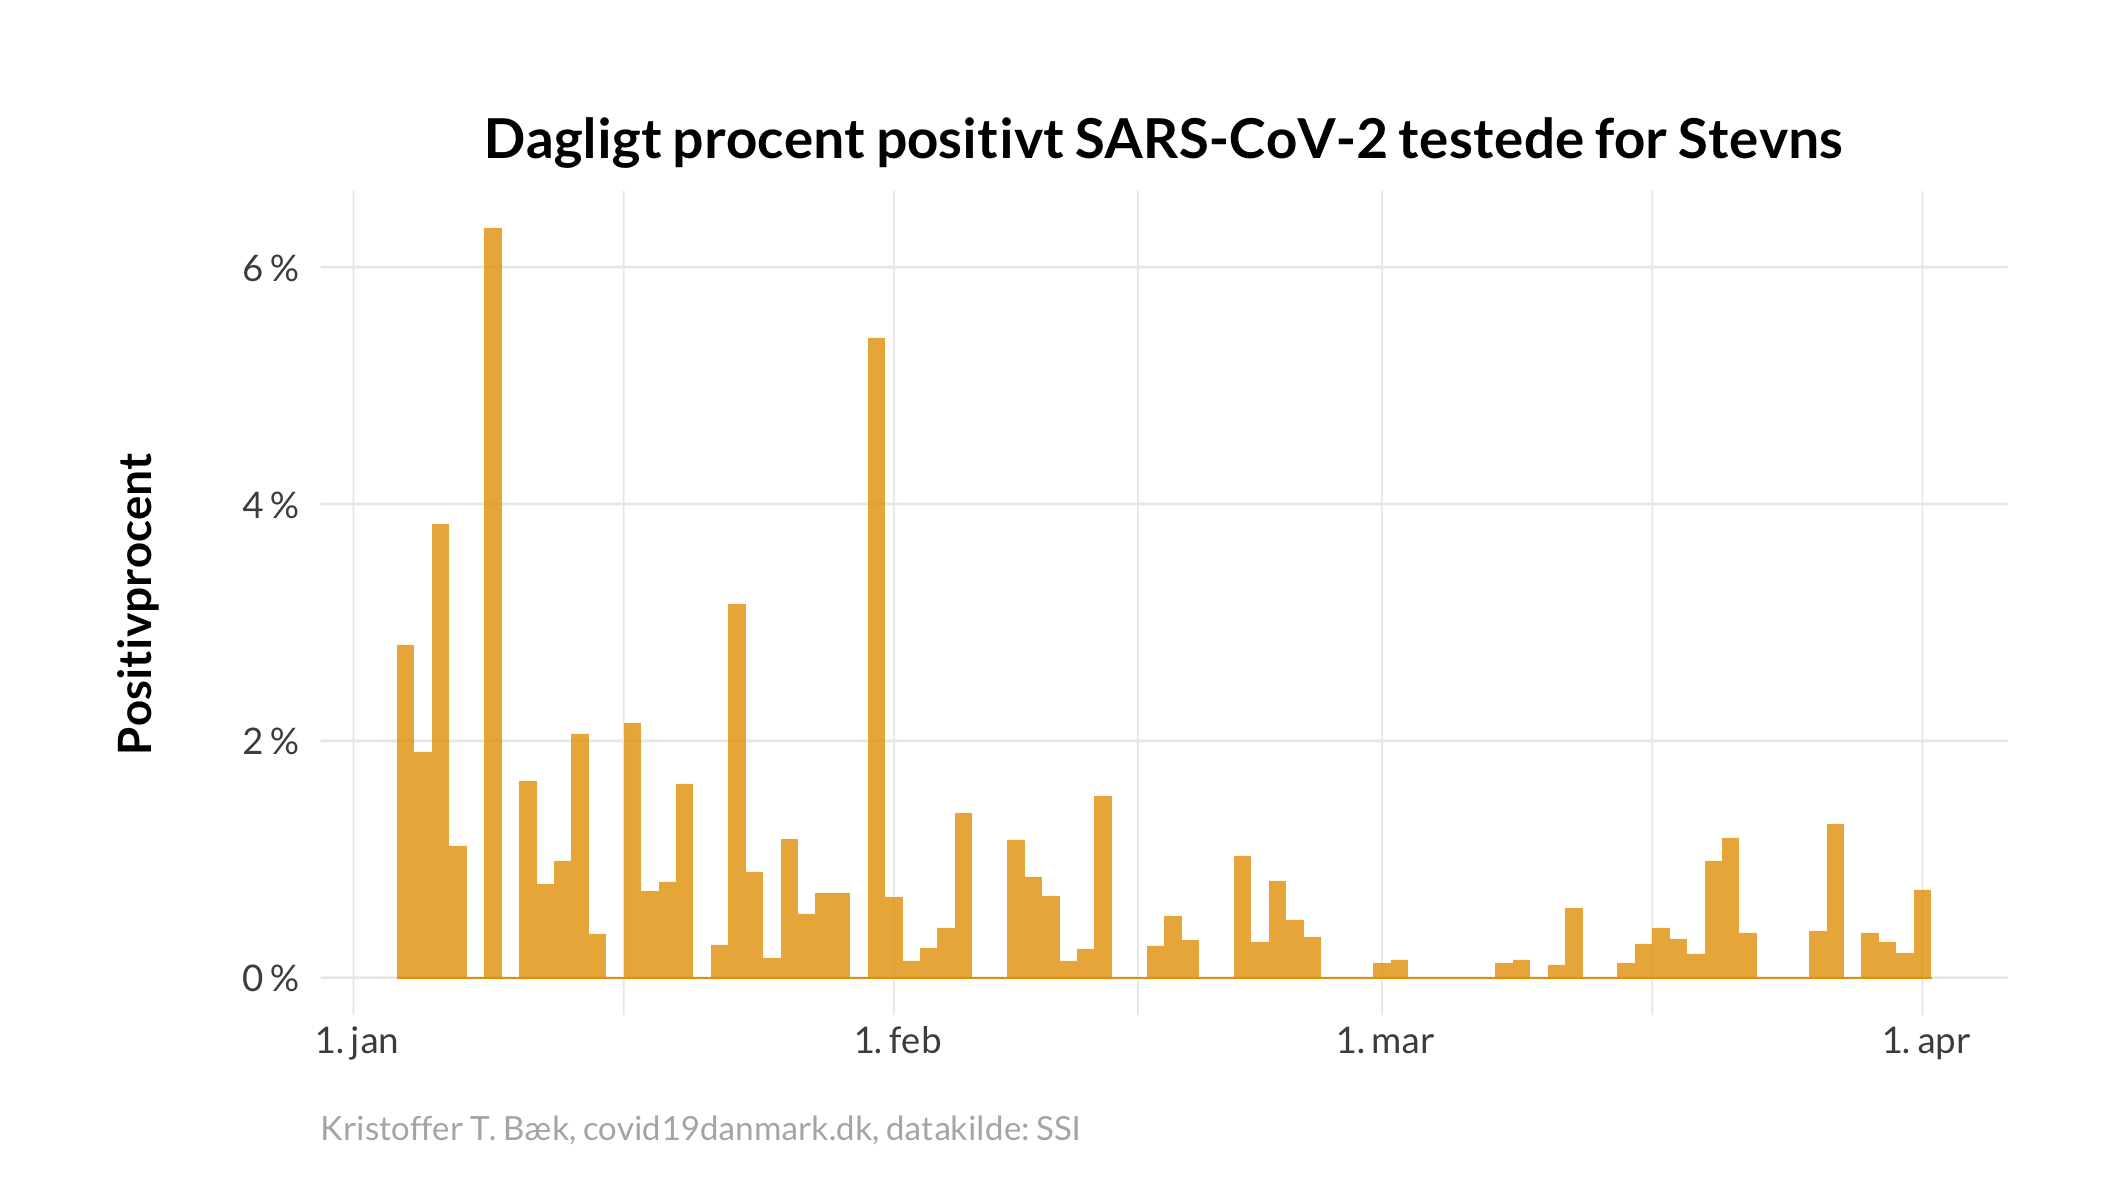 Dagligt procent positivt SARS-CoV-2 testede for Stevns
Positivprocent
6 %
4 %
2 %
0 %
1. jan
1. feb
1. mar
1. apr
Kristoffer T. Bæk, covid19danmark.dk, datakilde: SSI